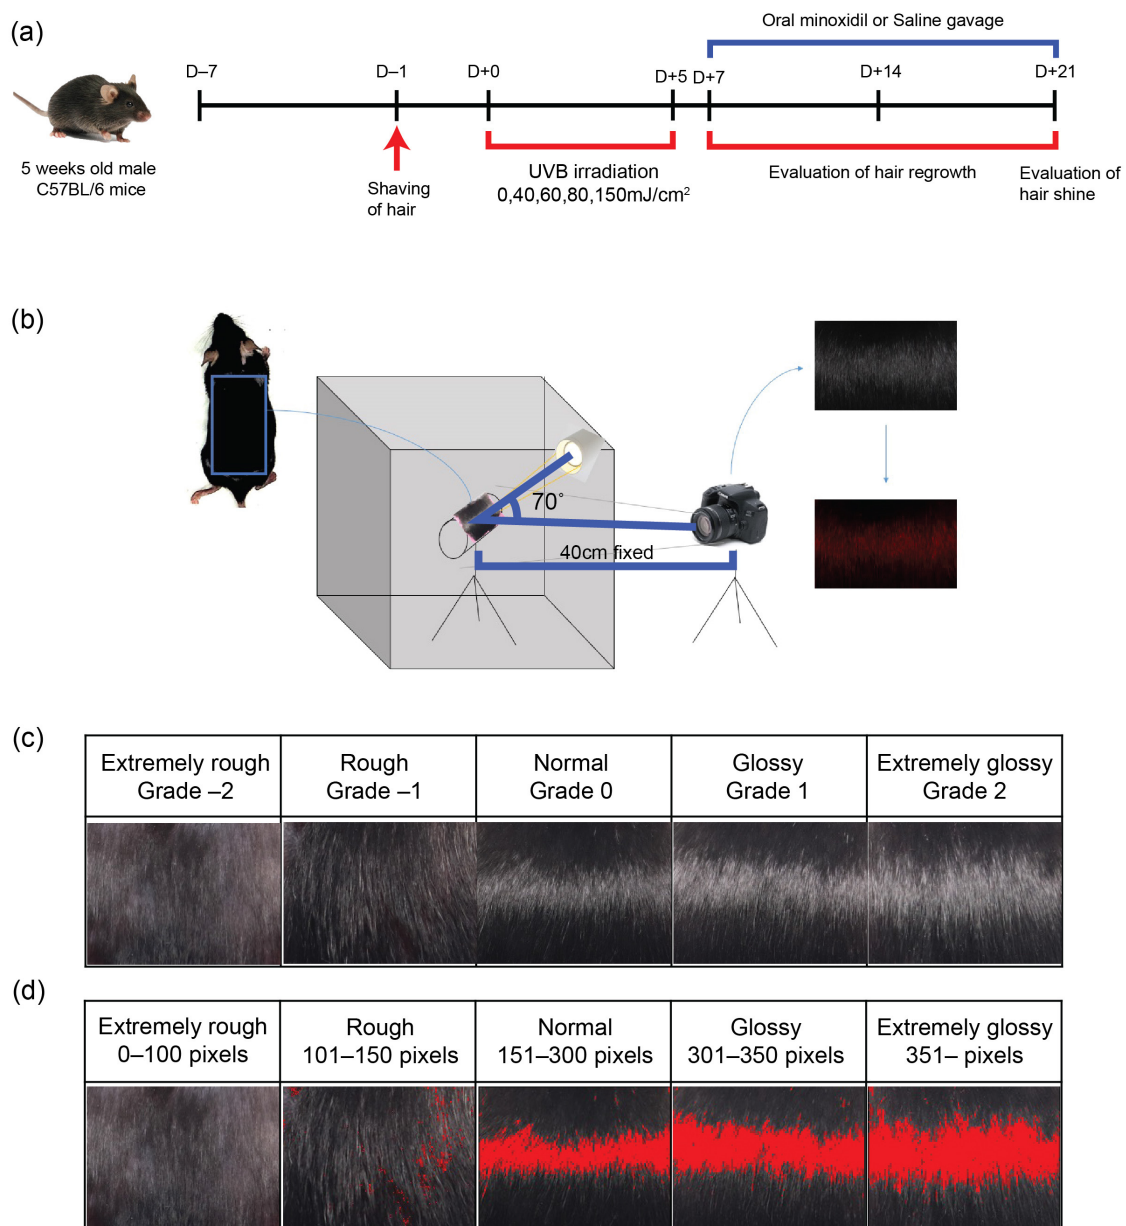 (a)
Oral minoxidil or Saline gavage
D–7
D–1
D+0
D+5
D+7
D+14
D+21
5 weeks old male
C57BL/6 mice
Shaving
of hair
UVB irradiation
0,40,60,80,150mJ/cm²
Evaluation of hair regrowth
Evaluation of
hair shine
(b)
70°
40cm fixed
(c)
Extremely rough
Grade –2
Rough
Grade –1
Normal
Grade 0
Glossy
Grade 1
Extremely glossy
Grade 2
(d)
Extremely rough
0–100 pixels
Rough
101–150 pixels
Normal
151–300 pixels
Glossy
301–350 pixels
Extremely glossy
351– pixels